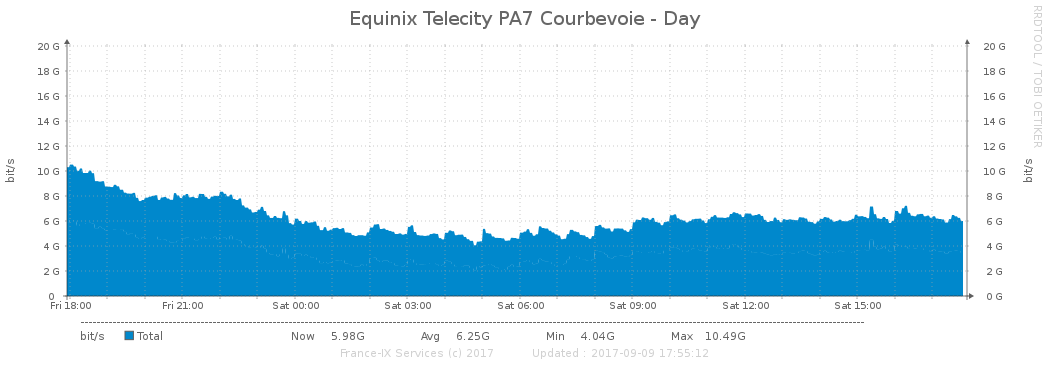 Equinix Telecity PA7 Courbevoie - Day
RRDTOOL / TOBI OETIKER
bit/s
bit/s
20 G 20 G
18 G 18 G
16 G 16 G
14 G 14 G
12 G 12 G
10 G 10 G
8 G 8 G
6 G 6 G
4 G 4 G
2 G 2 G
0 0 G
Fri 18:00 Fri 21:00 Sat 00:00 Sat 03:00 Sat 06:00 Sat 09:00 Sat 12:00 Sat 15:00
bit/s Total Now 5.98G Avg 6.25G Min 4.04G Max 10.49G
France-IX Services (c) 2017 Updated : 2017-09-09 17:55:12